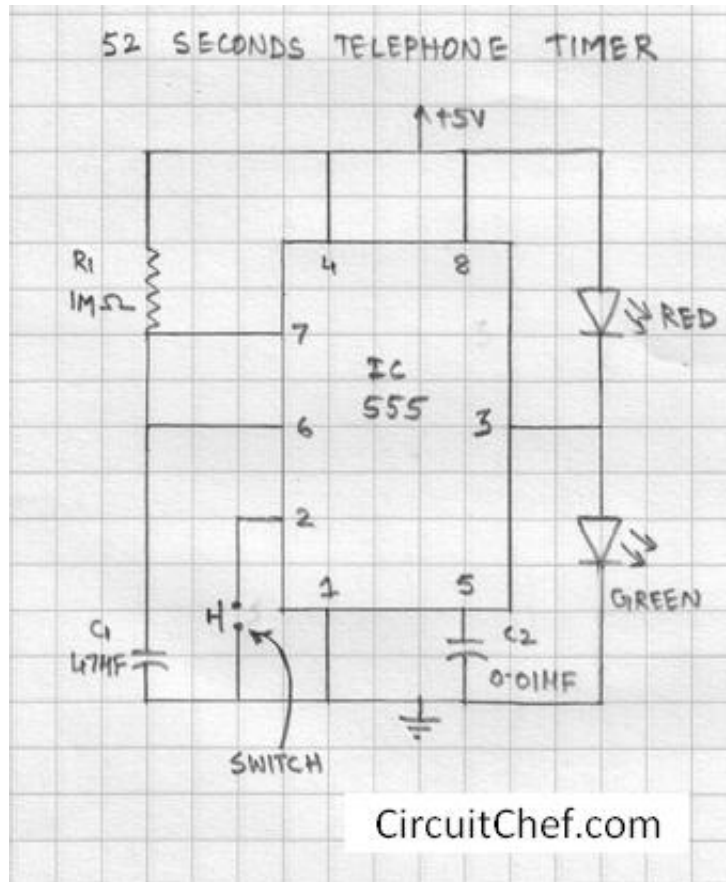 52 SECONDS TELEPHONE TIMER
+5V
R1
1MΩ
4
8
RED
7
IC
555
6
3
2
1
5
GREEN
C1
47MF
C2
0.01MF
SWITCH
CircuitChef.com